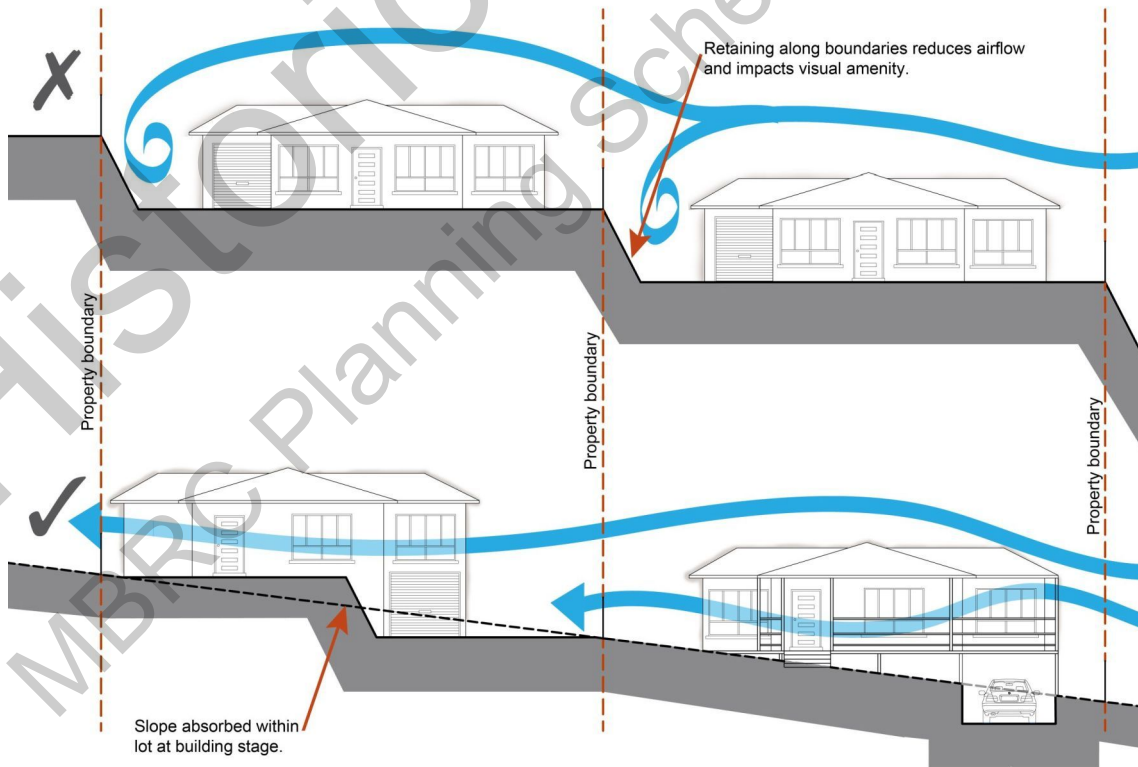 Retaining along boundaries reduces airflow
and impacts visual amenity.
Property boundary
Property boundary
Property boundary
Slope absorbed within
lot at building stage.
Historic
MBRC Planning Sche